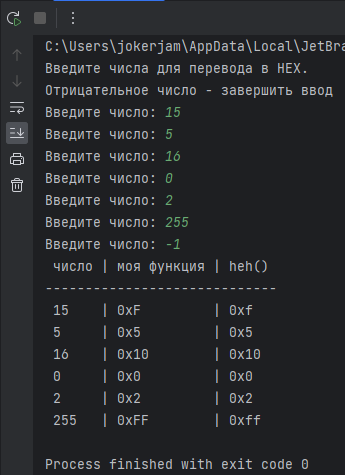 C:\Users\jokerjam\AppData\Local\JetBra
Введите числа для перевода в HEX.
Отрицательное число - завершить ввод
Введите число: 15
Введите число: 5
Введите число: 16
Введите число: 0
Введите число: 2
Введите число: 255
Введите число: -1
число | моя функция | heh()
-----------------------------
15 | 0xF | 0xf
5 | 0x5 | 0x5
16 | 0x10 | 0x10
0 | 0x0 | 0x0
2 | 0x2 | 0x2
255 | 0xFF | 0xff
Process finished with exit code 0